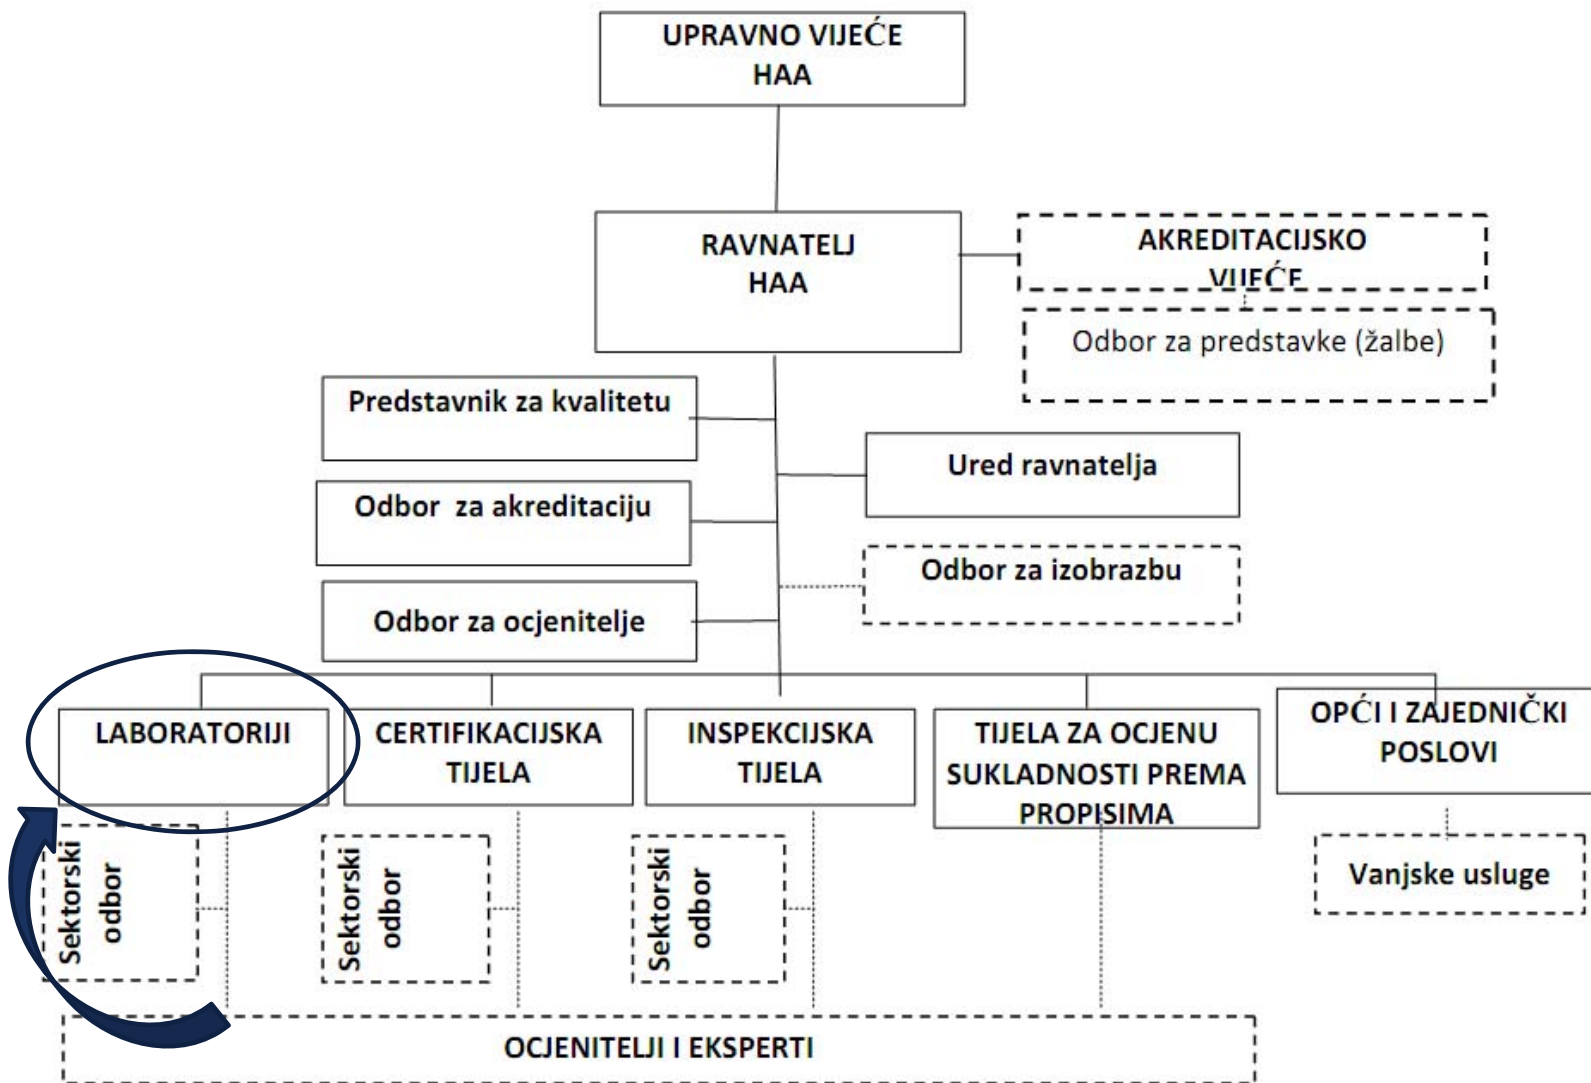 UPRAVNO VIJEĆE
HAA
RAVNATELJ
HAA
AKREDITACIJSKO
VIJEĆE
Odbor za predstavke (žalbe)
Predstavnik za kvalitetu
Ured ravnatelja
Odbor za akreditaciju
Odbor za izobrazbu
Odbor za ocjenitelje
LABORATORIJI
CERTIFIKACIJSKA
TIJELA
INSPEKCIJSKA
TIJELA
TIJELA ZA OCJENU
SUKLADNOSTI PREMA
PROPISIMA
OPĆI I ZAJEDNIČKI
POSLOVI
Sektorski
odbor
Sektorski
odbor
Sektorski
odbor
Vanjske usluge
OCJENITELJI I EKSPERTI